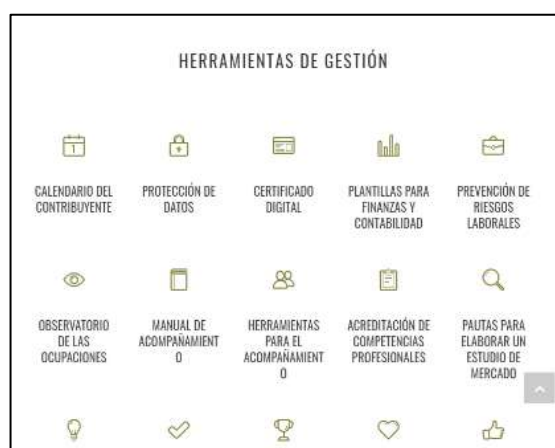 HERRAMIENTAS DE GESTIÓN
1
CALENDARIO DEL
CONTRIBUYENTE
PROTECCIÓN DE
DATOS
CERTIFICADO
DIGITAL
PLANTILLAS PARA
FINANZAS Y
CONTABILIDAD
PREVENCIÓN DE
RIESGOS
LABORALES
OBSERVATORIO
DE LAS
OCUPACIONES
MANUAL DE
ACOMPAÑAMIENT
O
HERRAMIENTAS
PARA EL
ACOMPAÑAMIENT
O
ACREDITACIÓN DE
COMPETENCIAS
PROFESIONALES
PAUTAS PARA
ELABORAR UN
ESTUDIO DE
MERCADO